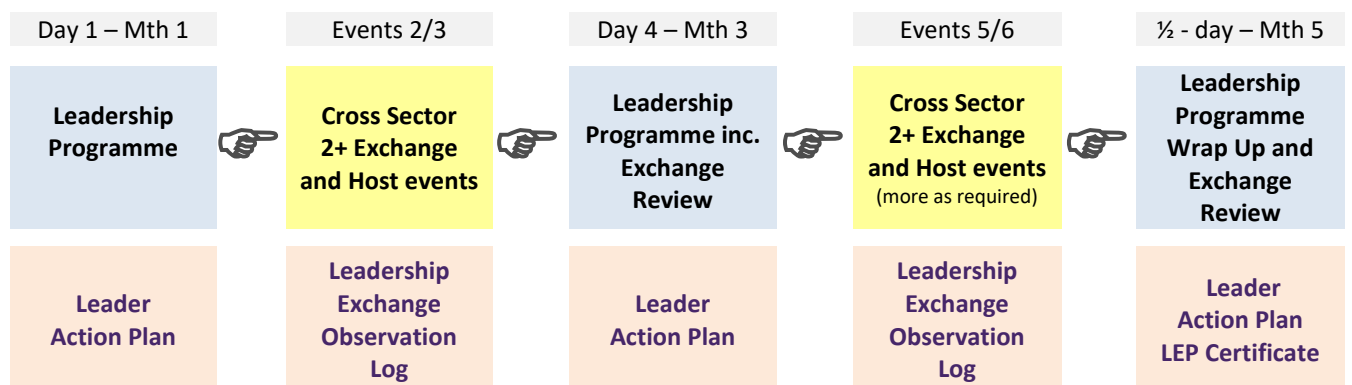 Day 1 – Mth 1
Events 2/3
Day 4 – Mth 3
Events 5/6
½ - day – Mth 5
Leadership
Programme
Cross Sector
2+ Exchange
and Host events
Leadership
Programme inc.
Exchange
Review
Cross Sector
2+ Exchange
and Host events
(more as required)
Leadership
Programme
Wrap Up and
Exchange
Review
Leader
Action Plan
Leadership
Exchange
Observation
Log
Leader
Action Plan
Leadership
Exchange
Observation
Log
Leader
Action Plan
LEP Certificate